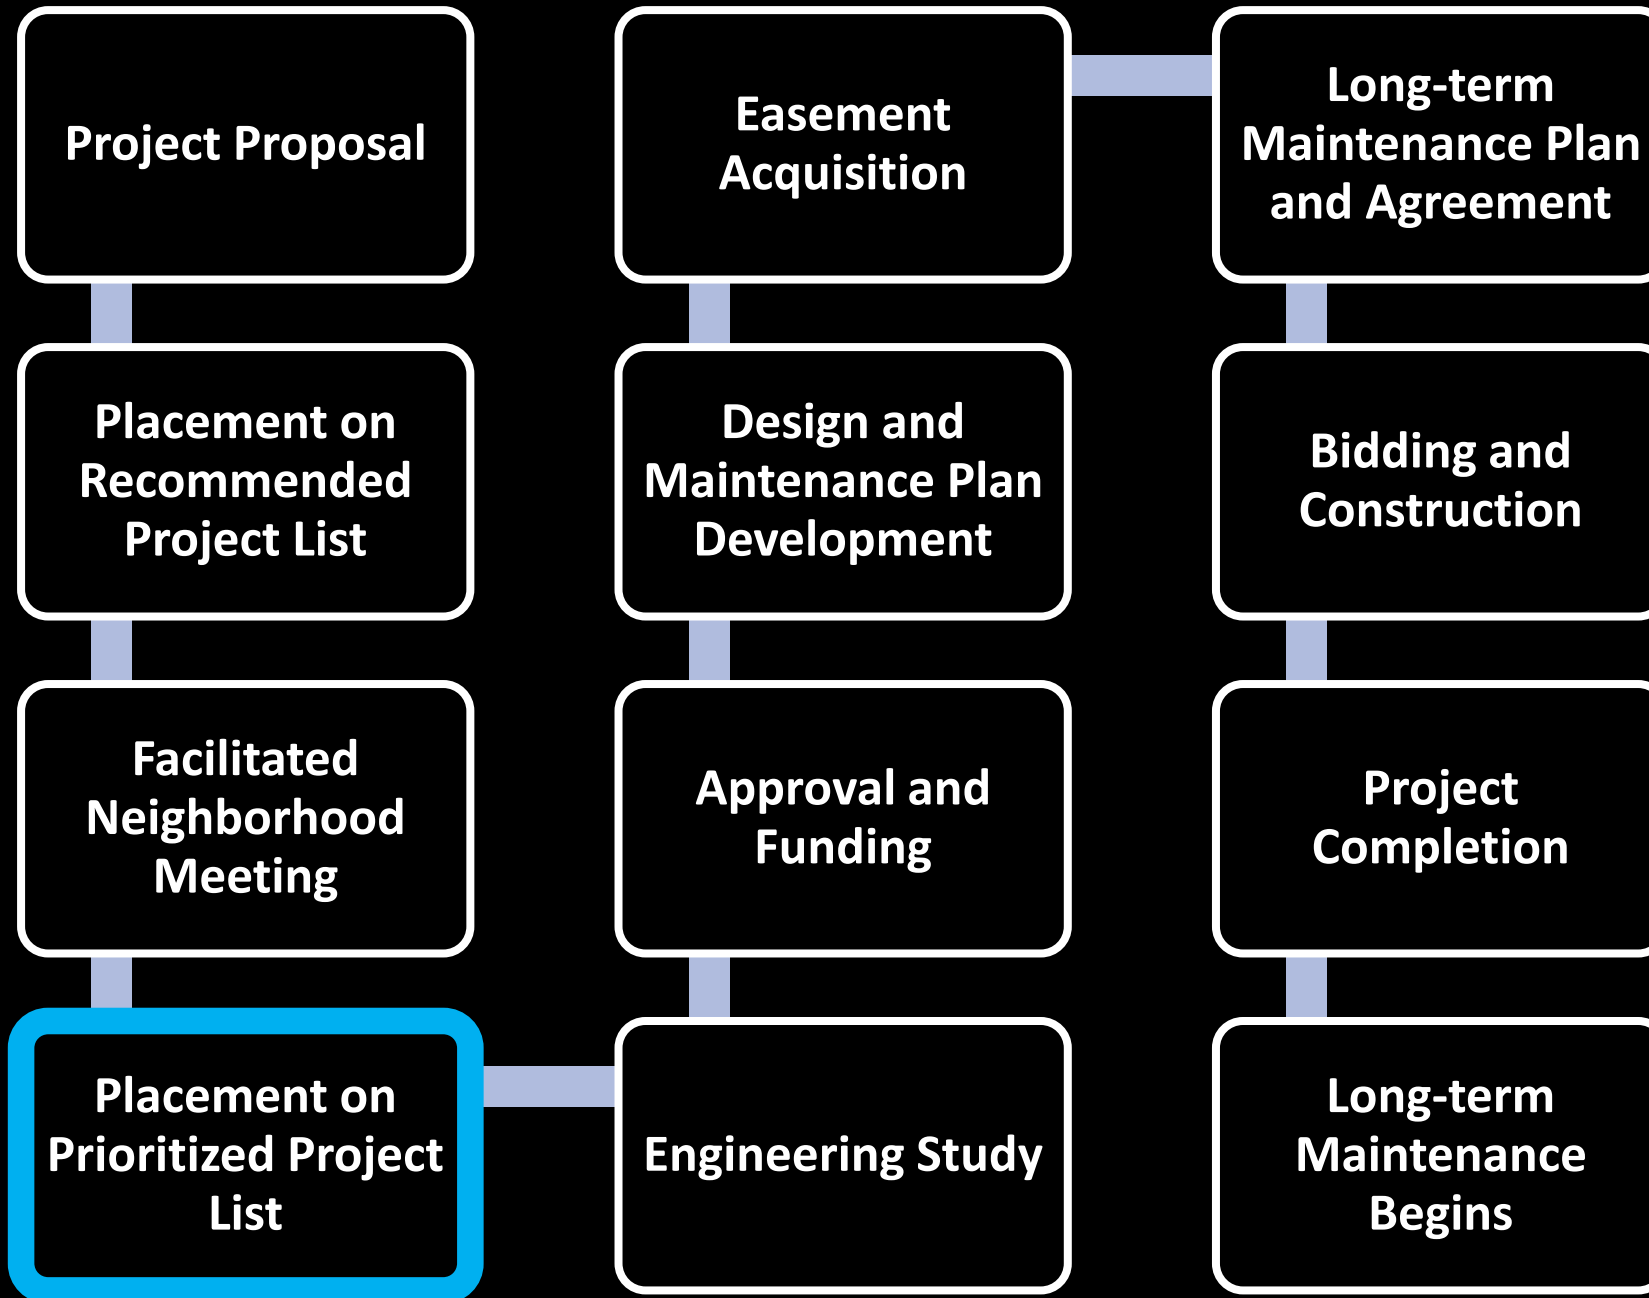 Project Proposal
Placement on
Recommended
Project List
Facilitated
Neighborhood
Meeting
Placement on
Prioritized Project
List
Engineering Study
Approval and
Funding
Design and
Maintenance Plan
Development
Easement
Acquisition
Long-term
Maintenance Plan
and Agreement
Bidding and
Construction
Project
Completion
Long-term
Maintenance
Begins